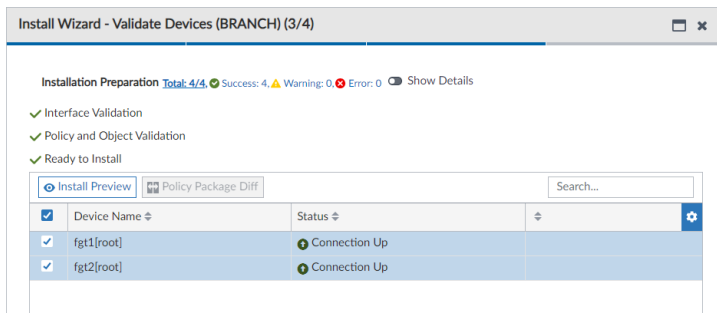 Install Wizard - Validate Devices (BRANCH) (3/4)
Installation Preparation Total: 4/4, Success: 4, Warning: 0, Error: 0 Show Details
Interface Validation
Policy and Object Validation
Ready to Install
Install Preview Policy Package Diff Search...
Device Name Status
fgt1[root] Connection Up
fgt2[root] Connection Up